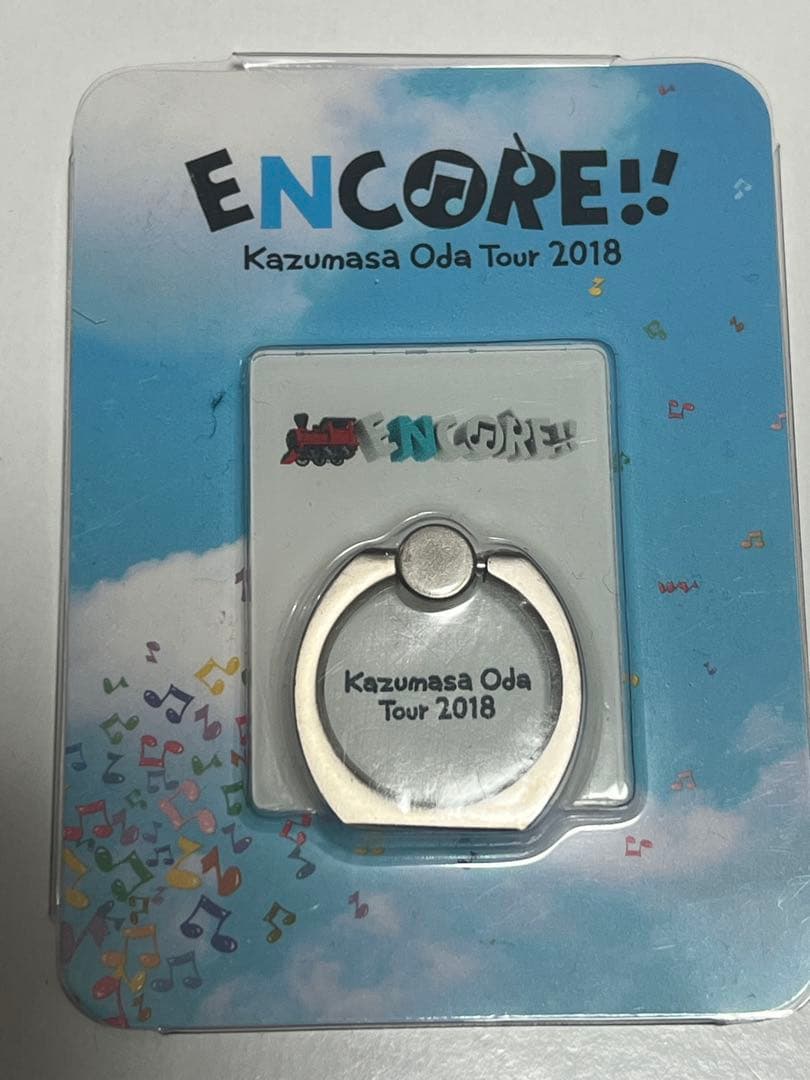 ENCORE!!
Kazumasa Oda Tour 2018
ENCORE!!
Kazumasa Oda
Tour 2018